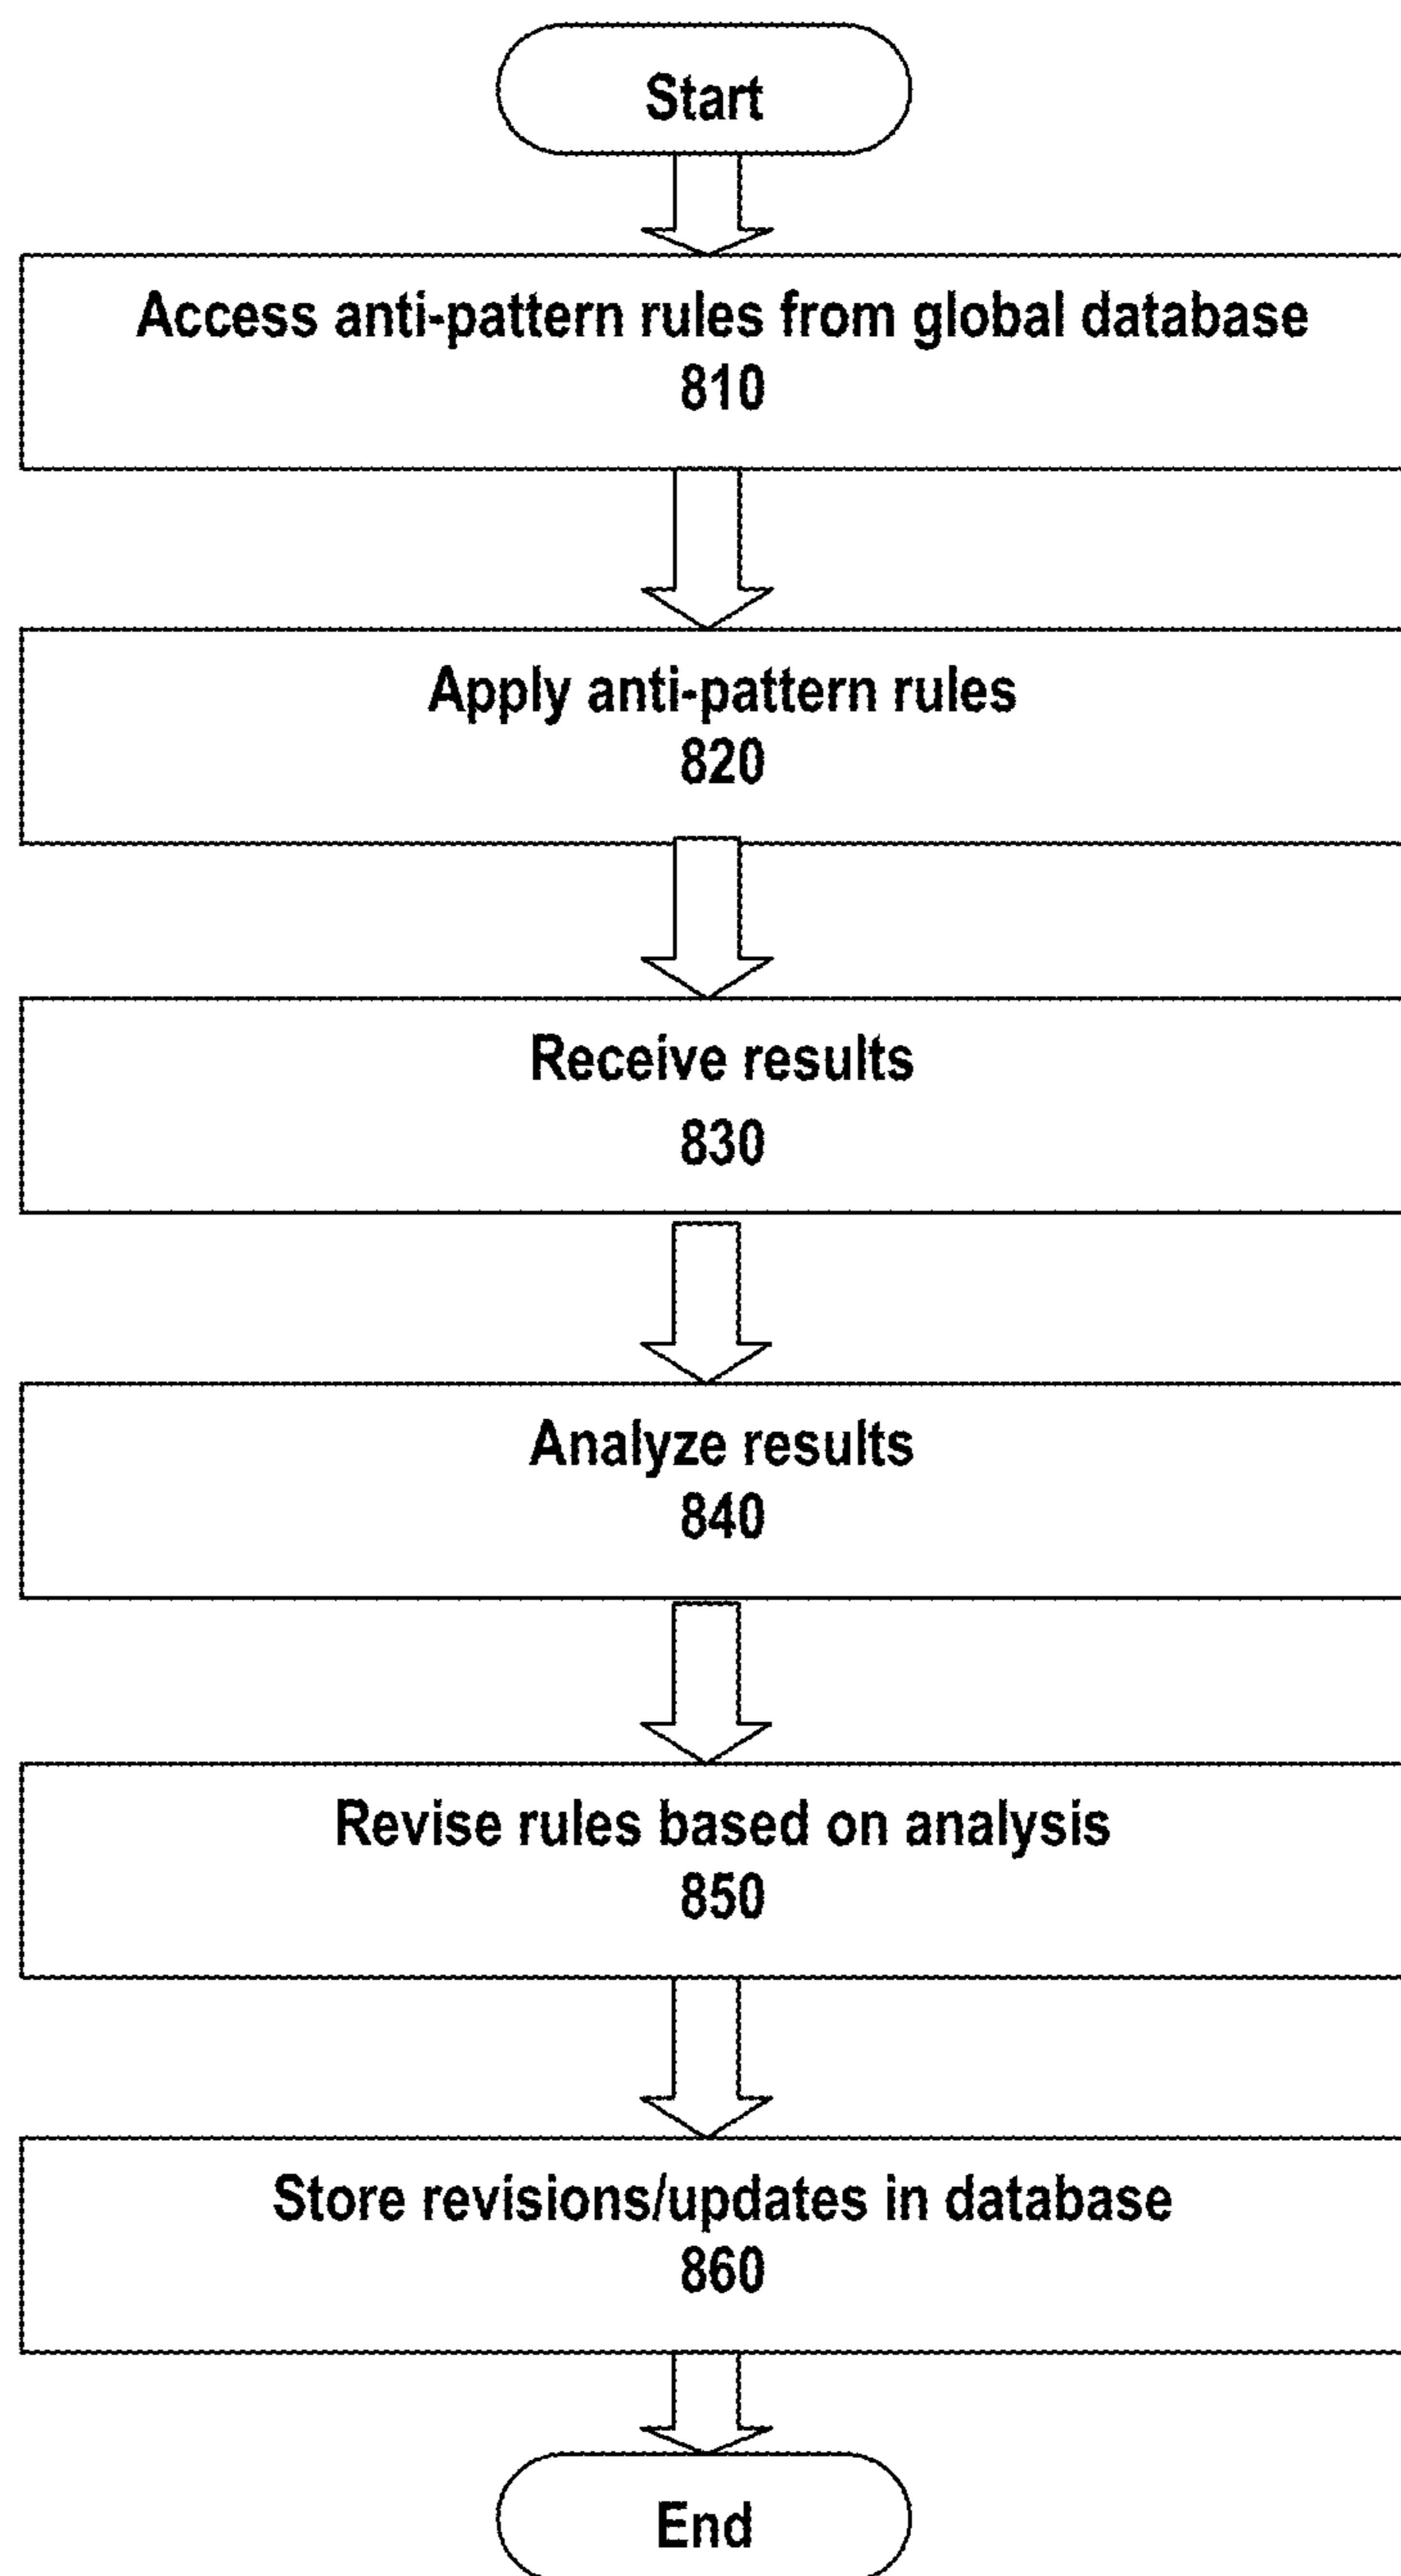 Start
Access anti-pattern rules from global database
810
Apply anti-pattern rules
820
Receive results
830
Analyze results
840
Revise rules based on analysis
850
Store revisions/updates in database
860
End